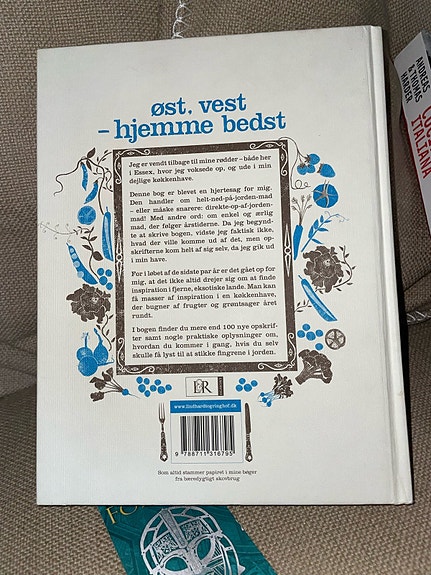 øst, vest
– hjemme bedst
Jeg er vendt tilbage til mine rødder – både her
i Essex, hvor jeg voksede op, og ude i min
dejlige køkkenhave.
Denne bog er blevet en hjertesag for mig.
Den handler om helt-ned-på-jorden-mad
– eller måske snarere: direkte-op-af-jorden-
mad! Med andre ord: om enkel og ærlig
mad, der følger årstiderne. Da jeg begynd-
te at skrive bogen, vidste jeg faktisk ikke,
hvad der ville komme ud af det, men op-
skrifterne kom helt af sig selv, da jeg gik ud
i min have.
For i løbet af de sidste par år er det gået op for
mig, at det ikke altid drejer sig om at finde
inspiration i fjerne, eksotiske lande. Man kan
få masser af inspiration i en køkkenhave,
der bugner af frugter og grøntsager året
rundt.
I bogen finder du mere end 100 nye opskrif-
ter samt nogle praktiske oplysninger om,
hvordan du kommer i gang, hvis du selv
skulle få lyst til at stikke fingrene i jorden.
L&R
www.lindhardtogringhof.dk
9 788711 316795
Som altid stammer papiret i mine bøger
fra bæredygtigt skovbrug
ANDREAS
& THOMAS
HARDER
ITALIANA